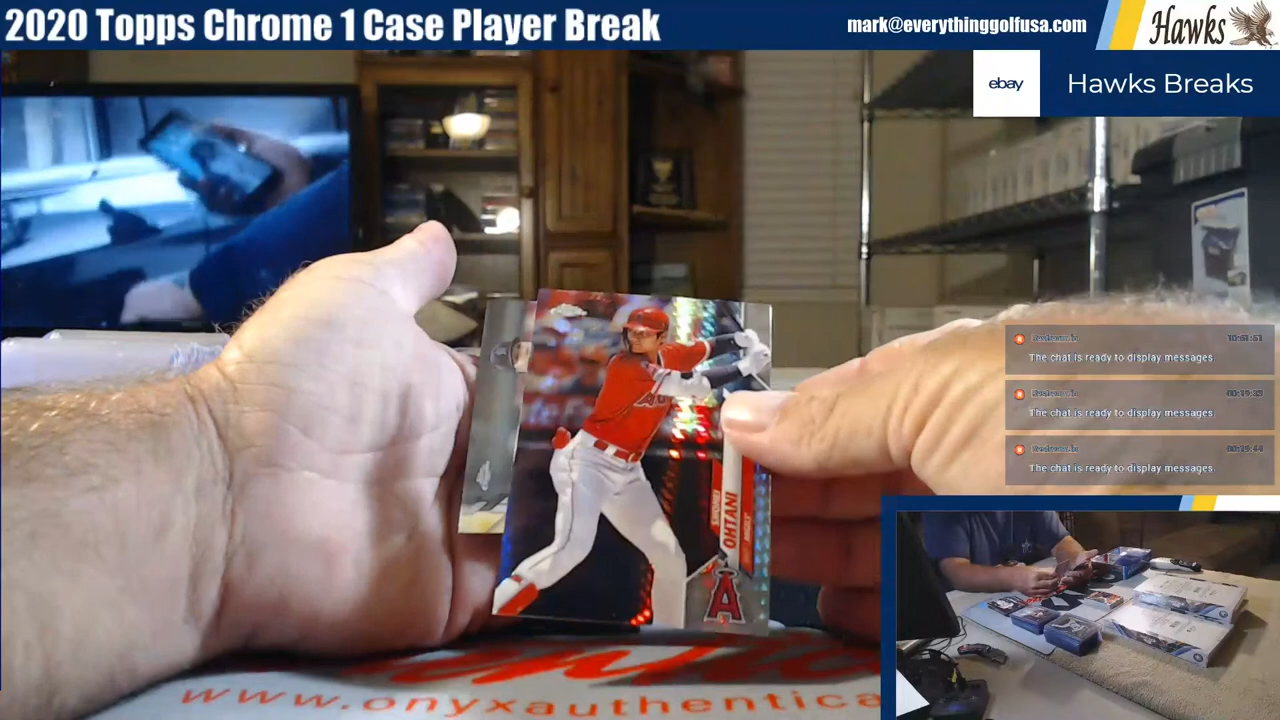 2020 Topps Chrome 1 Case Player Break
mark@everythinggolfusa.com
Hawks
ebay
Hawks Breaks
The chat is ready to display messages.
The chat is ready to display messages.
The chat is ready to display messages.
SHOHEI
OHTANI
ANGELS
A
www.onyxauthentica